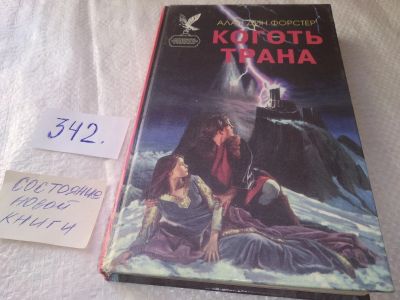 АЛАН ДИН ФОРСТЕР
КОГОТЬ
ТРАНА
342.
СОСТОЯНИЕ
НОВОЙ
КНИГИ